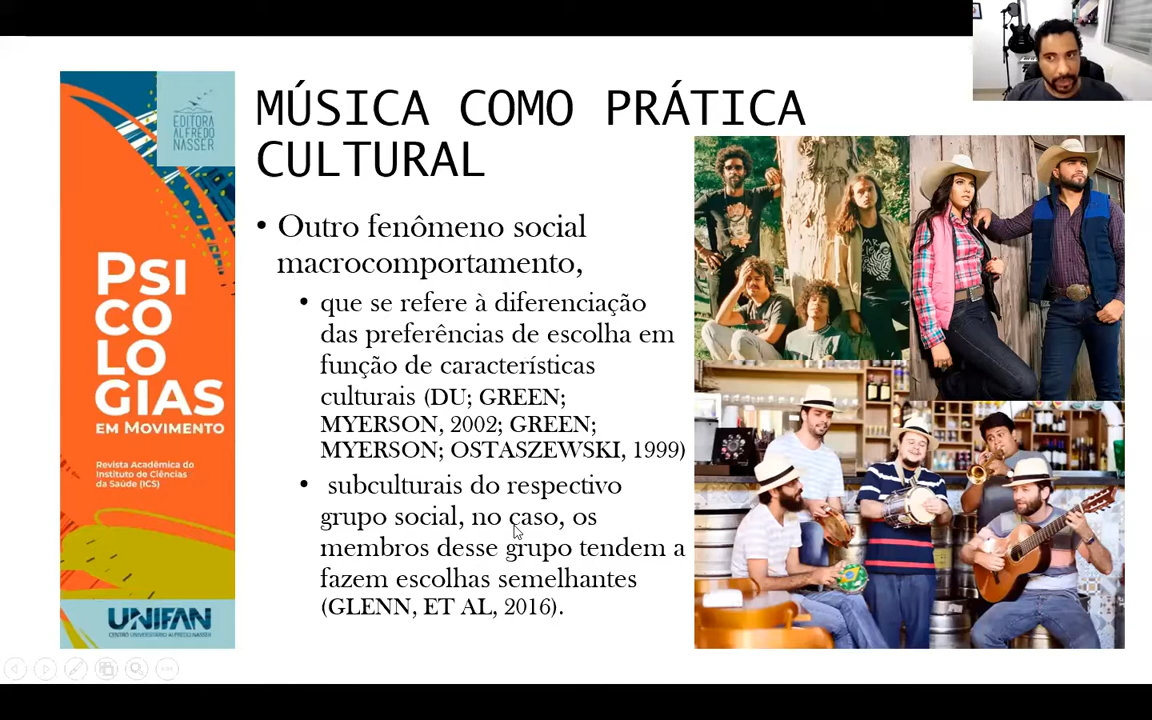 EDITORA
ALFREDO
NASSER
PSI
CO
LO
GIAS
EM MOVIMENTO
Revista Acadêmica do
Instituto de Ciências
da Saúde (ICS)
UNIFAN
CENTRO UNIVERSITÁRIO ALFREDO NASSER
MÚSICA COMO PRÁTICA
CULTURAL
• Outro fenômeno social
macrocomportamento,
• que se refere à diferenciação
das preferências de escolha em
função de características
culturais (DU; GREEN;
MYERSON, 2002; GREEN;
MYERSON; OSTASZEWSKI, 1999)
• subculturais do respectivo
grupo social, no caso, os
membros desse grupo tendem a
fazem escolhas semelhantes
(GLENN, ET AL, 2016).